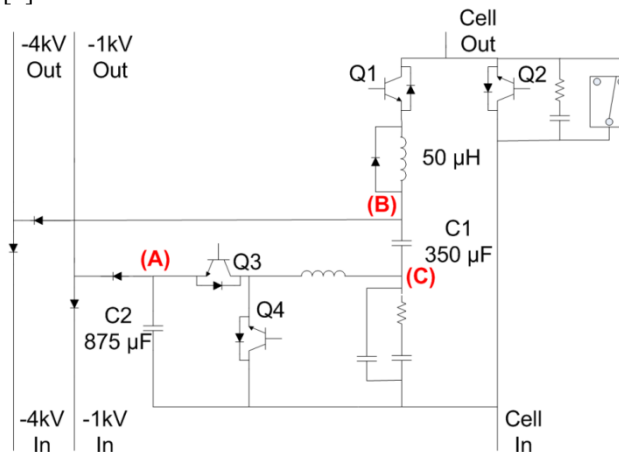 Cell
Out
-4kV
Out
-1kV
Out
Q1
Q2
50 µH
(B)
C1
350 µF
(A)
Q3
(C)
C2
875 µF
Q4
-4kV
In
-1kV
In
Cell
In